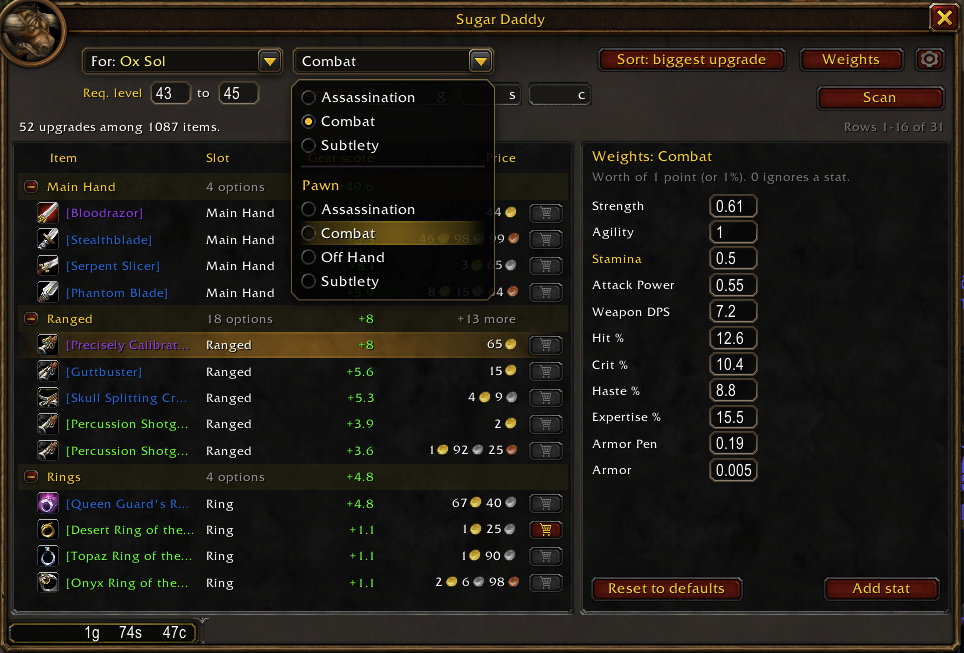 Sugar Daddy
For: Ox Sol Combat Sort: biggest upgrade Weights
Req. level 43 to 45 s c Scan
52 upgrades among 1087 items. Rows 1-16 of 31
Assassination
Combat
Subtlety
Pawn
Assassination
Combat
Off Hand
Subtlety
Item Slot Gear score Price
Main Hand 4 options +49.6
[Bloodrazor] Main Hand 44
[Stealthblade] Main Hand 46 98 99
[Serpent Slicer] Main Hand 3 65
[Phantom Blade] Main Hand 8 15 04
Ranged 18 options +8 +13 more
[Precisely Calibrat... Ranged +8 65
[Guttbuster] Ranged +5.6 15
[Skull Splitting Cr... Ranged +5.3 4 9
[Percussion Shotg... Ranged +3.9 2
[Percussion Shotg... Ranged +3.6 1 92 25
Rings 4 options +4.8
[Queen Guard's R... Ring +4.8 67 40
[Desert Ring of the... Ring +1.1 1 25
[Topaz Ring of the... Ring +1.1 1 90
[Onyx Ring of the... Ring +1.1 2 6 98
Weights: Combat
Worth of 1 point (or 1%). 0 ignores a stat.
Strength 0.61
Agility 1
Stamina 0.5
Attack Power 0.55
Weapon DPS 7.2
Hit % 12.6
Crit % 10.4
Haste % 8.8
Expertise % 15.5
Armor Pen 0.19
Armor 0.005
Reset to defaults Add stat
1g 74s 47c